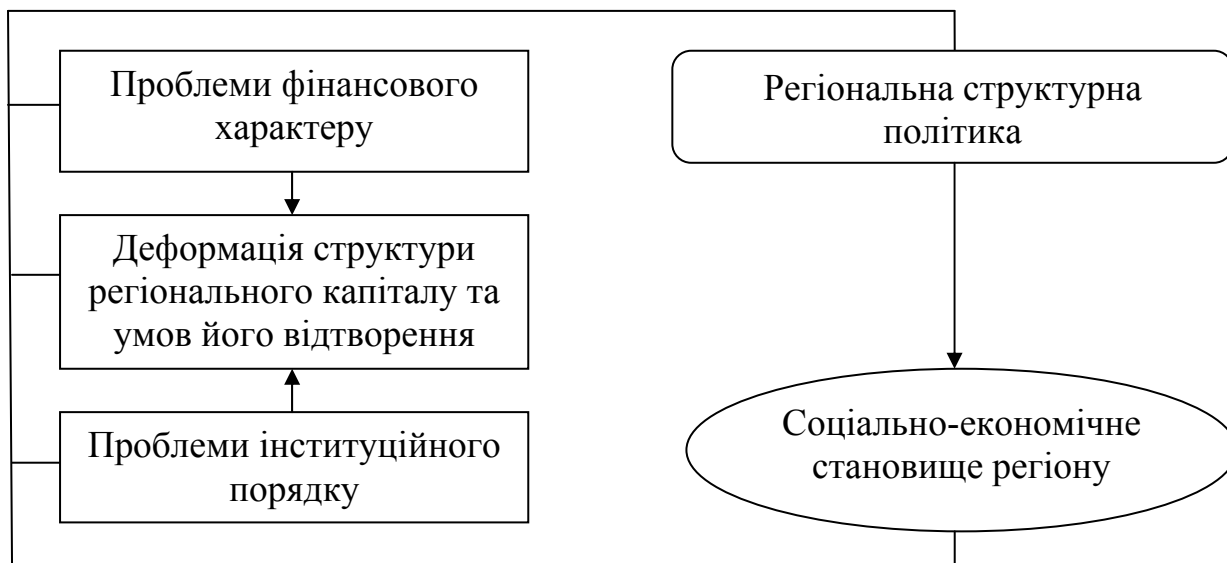 Проблеми фінансового
характеру
Регіональна структурна
політика
Деформація структури
регіонального капіталу та
умов його відтворення
Проблеми інституційного
порядку
Соціально-економічне
становище регіону